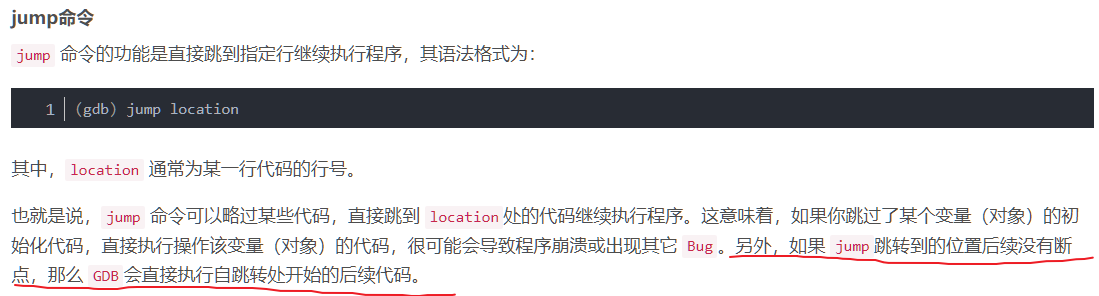 jump命令
jump 命令的功能是直接跳到指定行继续执行程序，其语法格式为：
1 （gdb）jump location
其中，location 通常为某一行代码的行号。
也就是说，jump 命令可以略过某些代码，直接跳到 location 处的代码继续执行程序。这意味着，如果你跳过了某个变量（对象）的初
始化代码，直接执行操作该变量（对象）的代码，很可能会导致程序崩溃或出现其它 Bug 。另外，如果 jump 跳转到的位置后续没有断
点，那么 GDB 会直接执行自跳转处开始的后续代码。